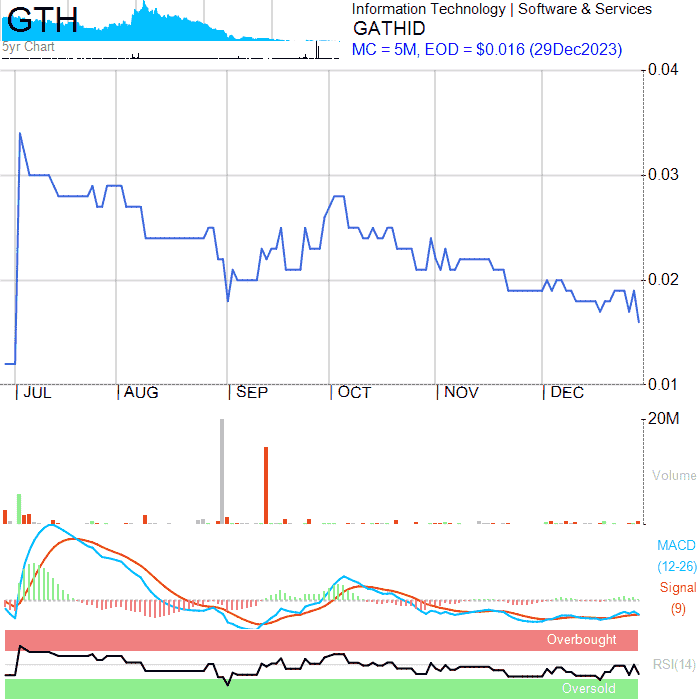 GTH
5yr Chart
Information Technology | Software & Services
GATHID
MC = 5M, EOD = $0.016 (29Dec2023)
0.04
0.03
0.02
0.01
JUL AUG SEP OCT NOV DEC
20M
Volume
MACD
(12-26)
Signal
(9)
Overbought
RSI(14)
Oversold